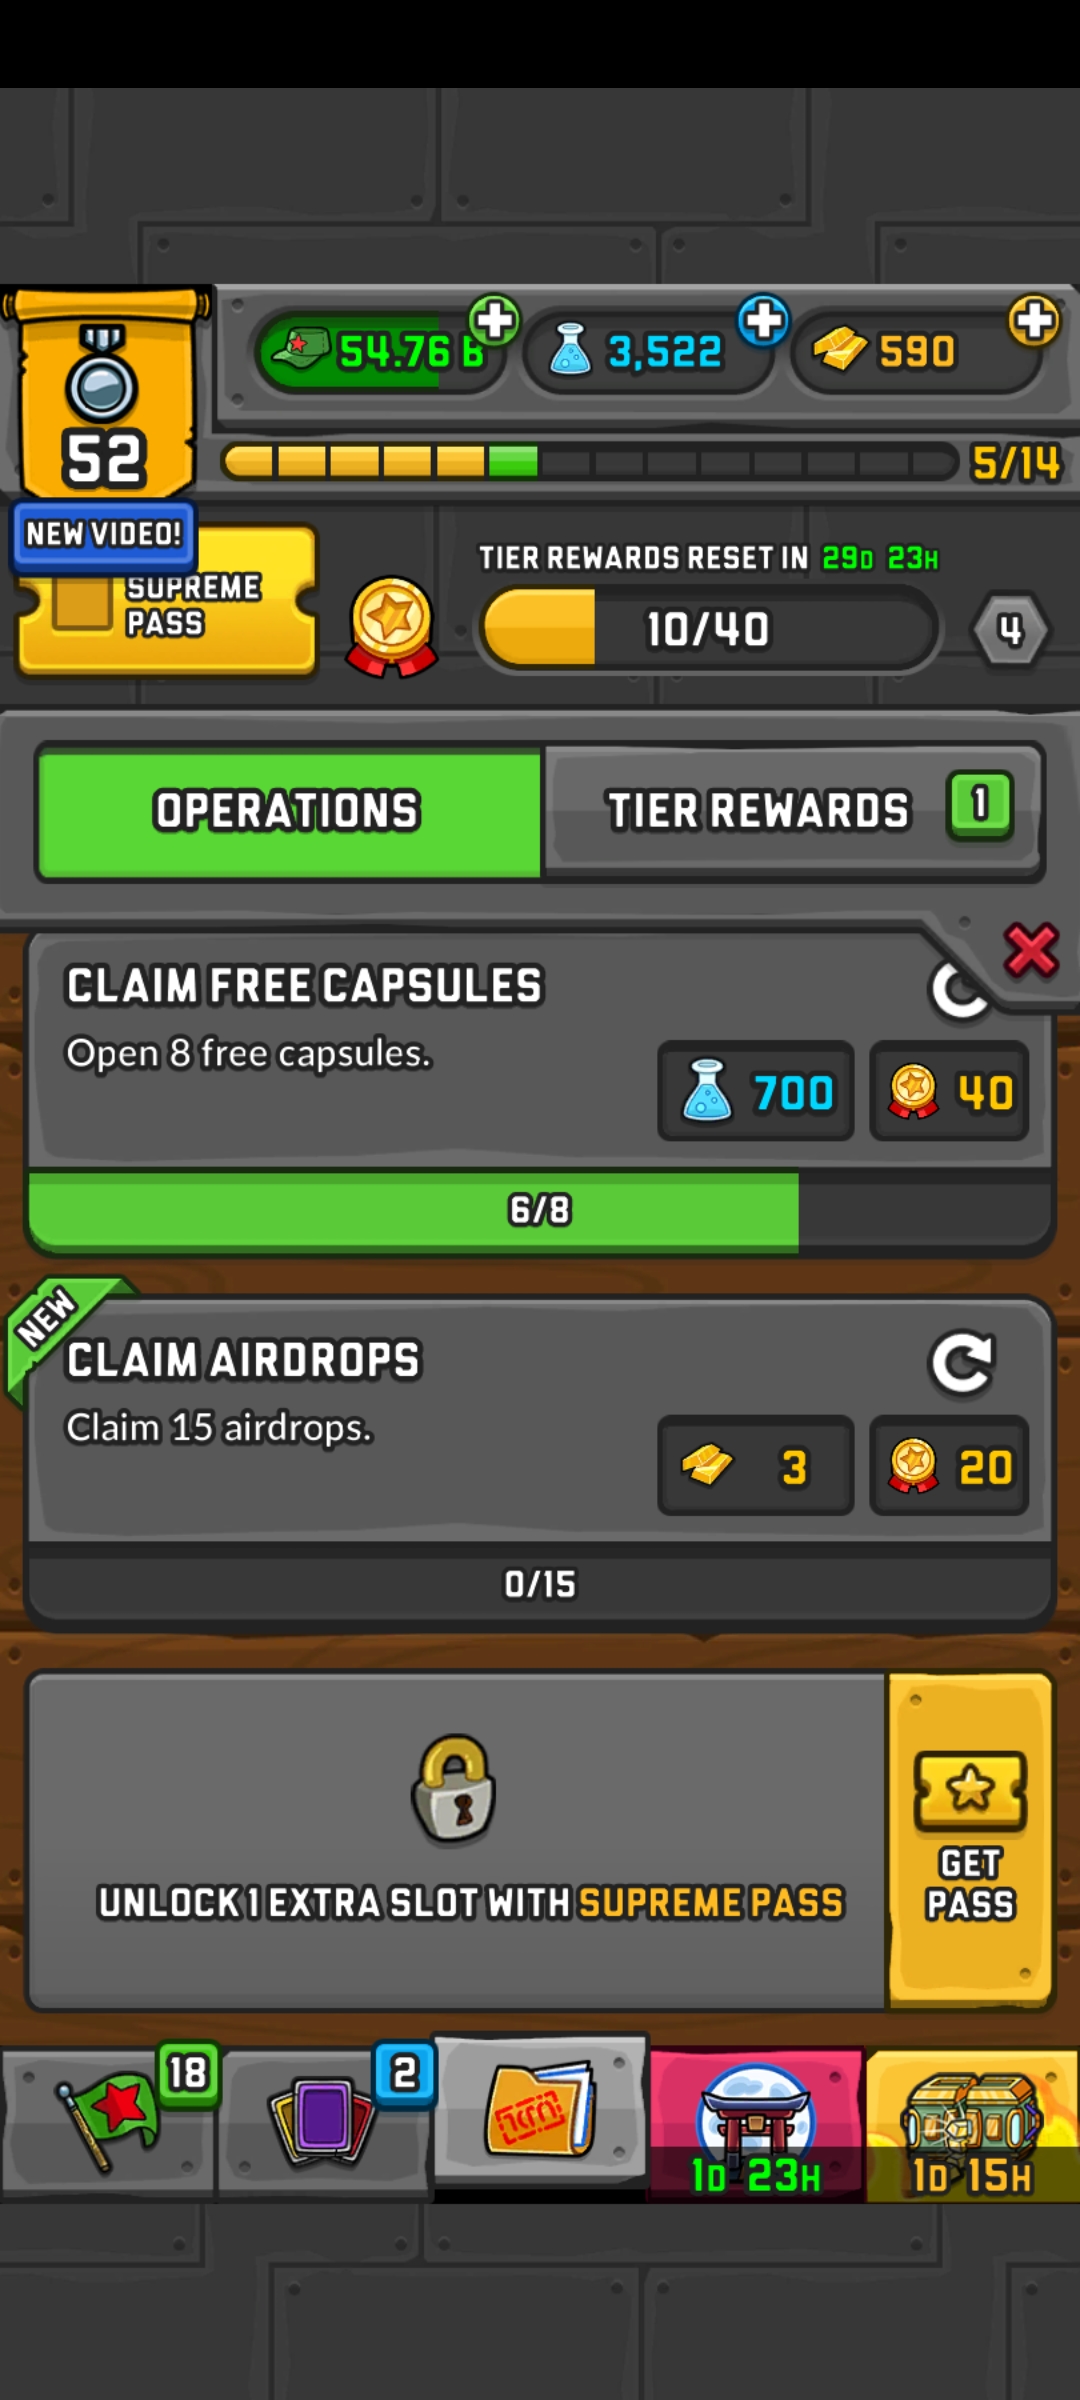 54.76 B
3,522
590
52
5/14
NEW VIDEO!
SUPREME
PASS
TIER REWARDS RESET IN 29D 23H
10/40
4
OPERATIONS
TIER REWARDS
1
CLAIM FREE CAPSULES
Open 8 free capsules.
700
40
6/8
NEW
CLAIM AIRDROPS
Claim 15 airdrops.
3
20
0/15
UNLOCK 1 EXTRA SLOT WITH SUPREME PASS
GET
PASS
18
2
1D 23H
1D 15H